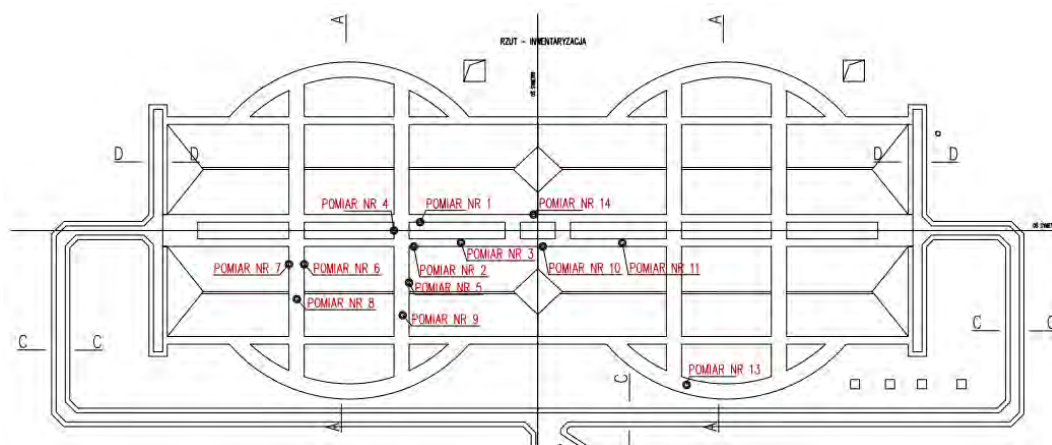 A
A
RZUT - INWENTARYZACJA
D
D
D
D
POMIAR NR 4
POMIAR NR 1
POMIAR NR 14
POMIAR NR 3
POMIAR NR 7
POMIAR NR 6
POMIAR NR 2
POMIAR NR 10
POMIAR NR 11
POMIAR NR 5
POMIAR NR 8
POMIAR NR 9
C
C
C
C
POMIAR NR 13
C
A
A